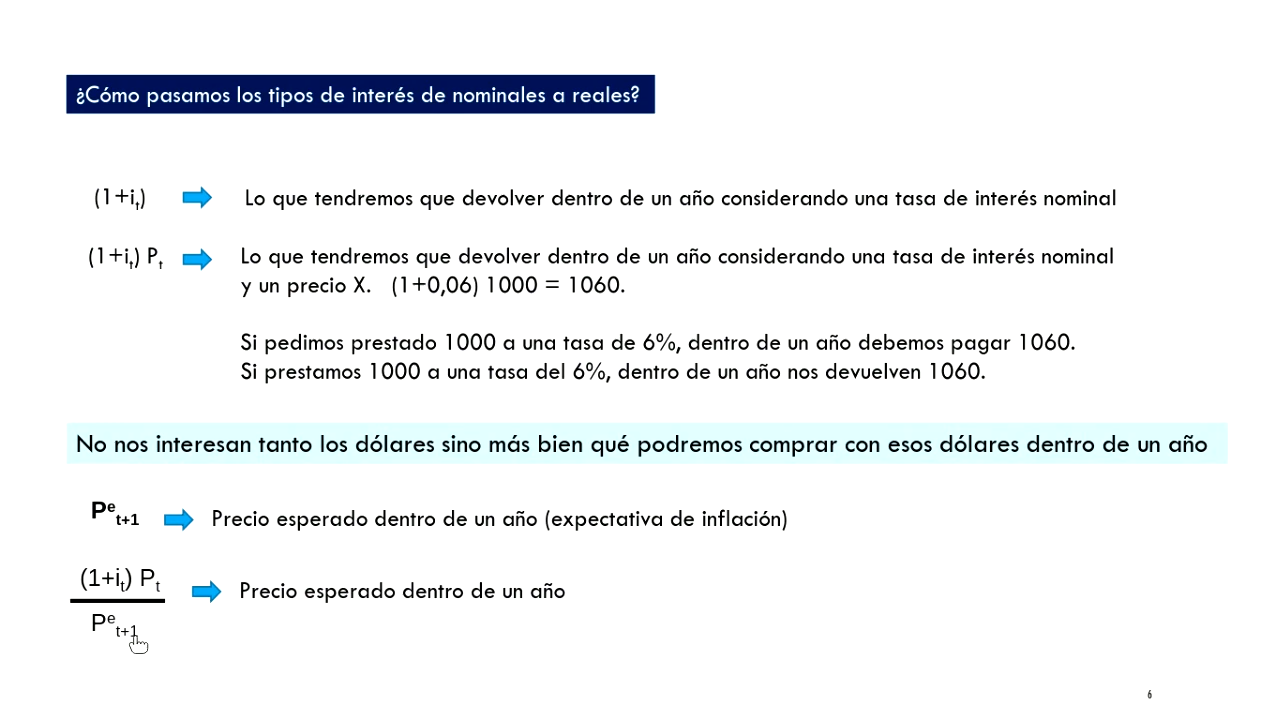 ¿Cómo pasamos los tipos de interés de nominales a reales?
(1+it) Lo que tendremos que devolver dentro de un año considerando una tasa de interés nominal
(1+it) Pt Lo que tendremos que devolver dentro de un año considerando una tasa de interés nominal
y un precio X. (1+0,06) 1000 = 1060.
Si pedimos prestado 1000 a una tasa de 6%, dentro de un año debemos pagar 1060.
Si prestamos 1000 a una tasa del 6%, dentro de un año nos devuelven 1060.
No nos interesan tanto los dólares sino más bien qué podremos comprar con esos dólares dentro de un año
Pet+1 Precio esperado dentro de un año (expectativa de inflación)
(1+it) Pt
Precio esperado dentro de un año
Pet+1
6